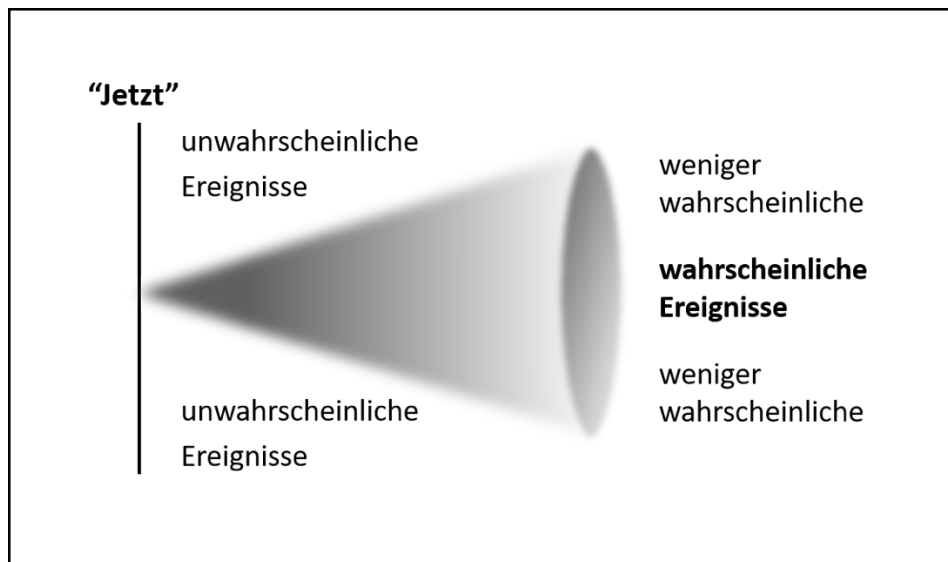 “Jetzt”
unwahrscheinliche
Ereignisse
weniger
wahrscheinliche
wahrscheinliche
Ereignisse
weniger
wahrscheinliche
unwahrscheinliche
Ereignisse